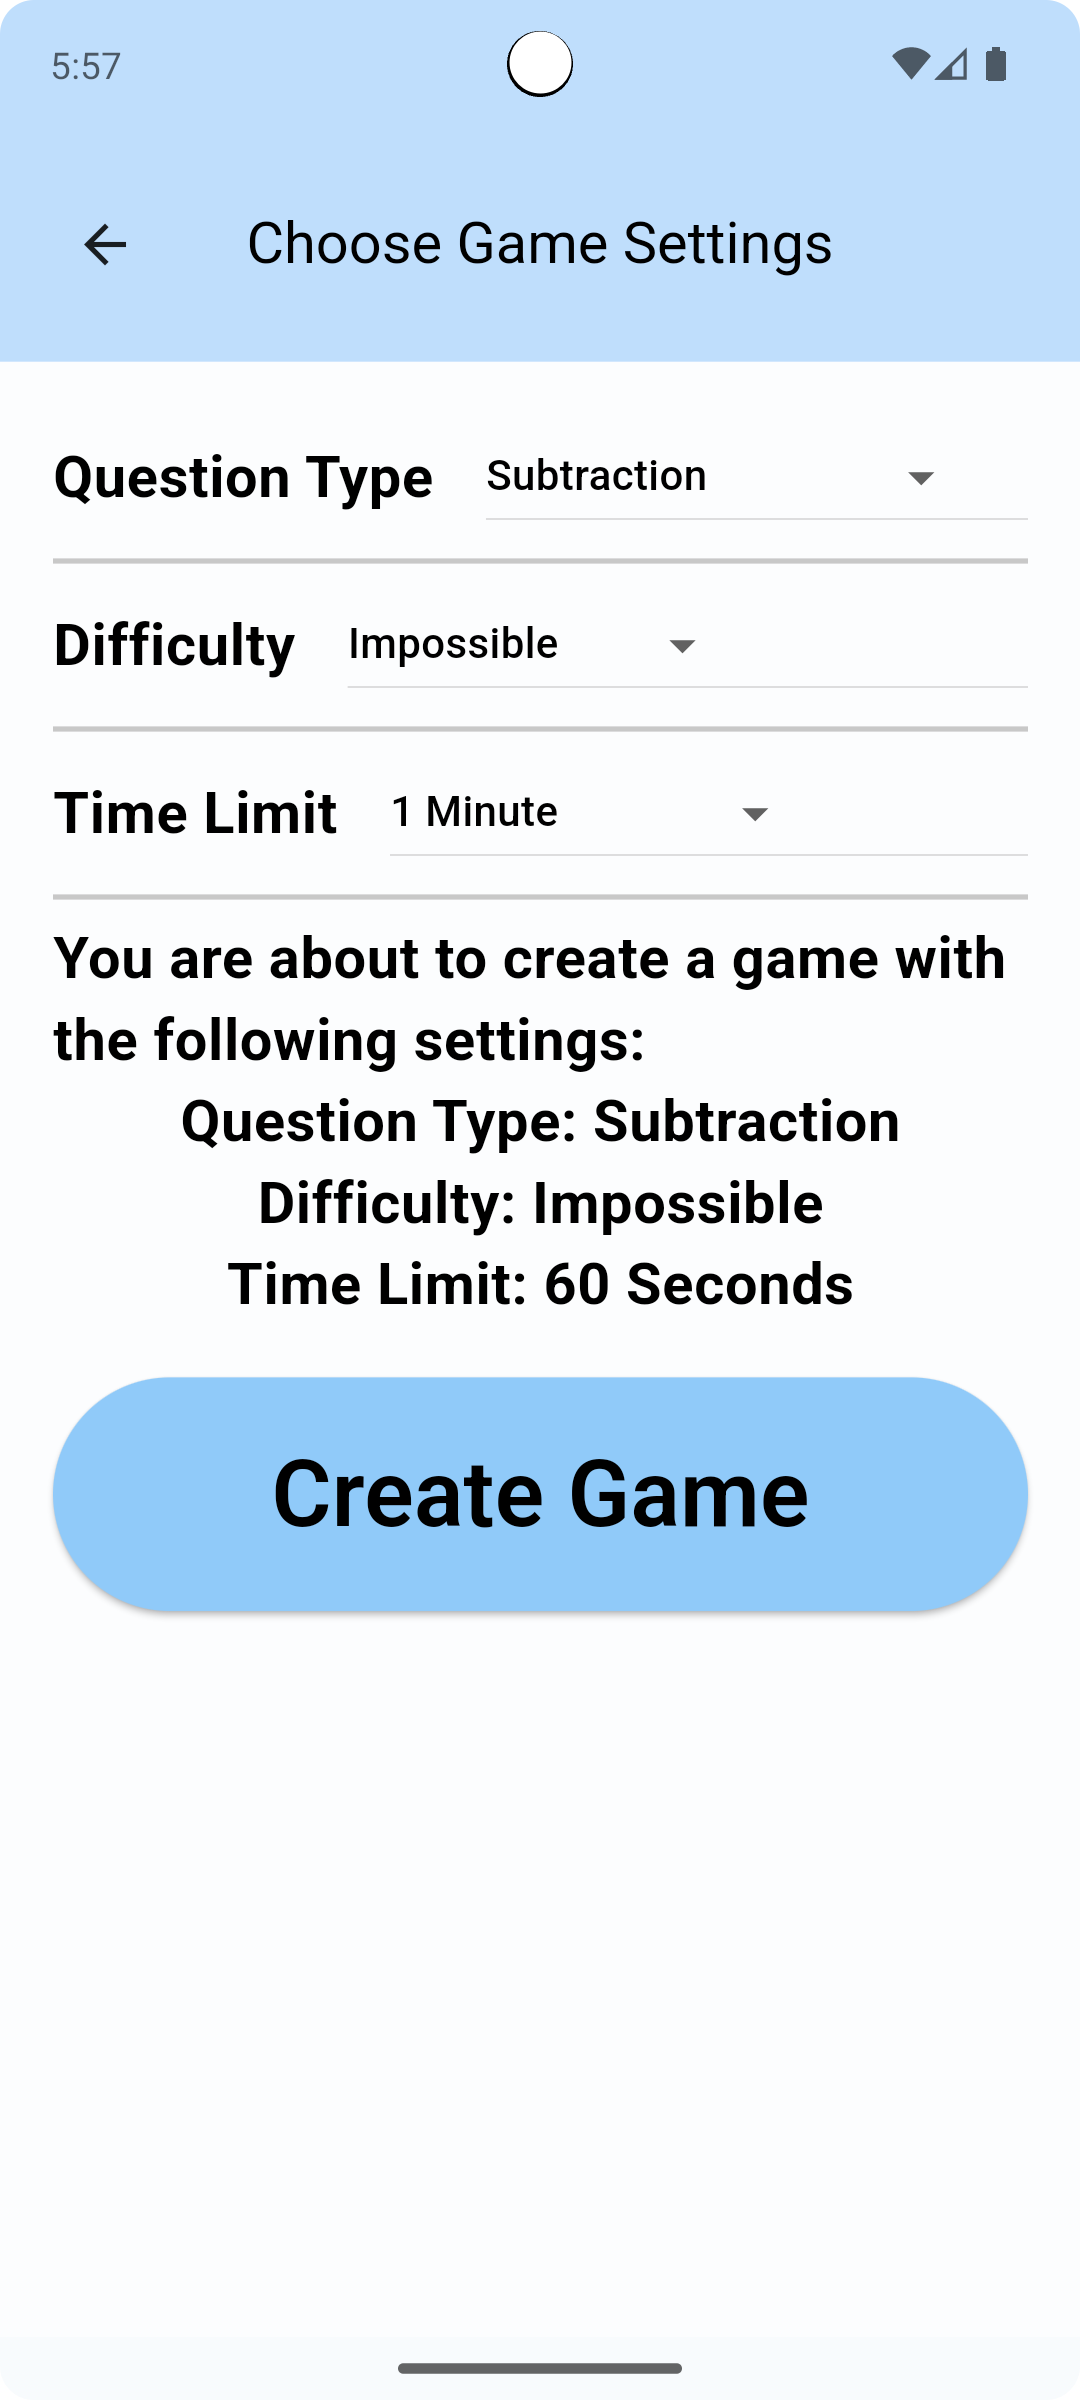 5:57
Choose Game Settings
Question Type Subtraction
Difficulty Impossible
Time Limit 1 Minute
You are about to create a game with
the following settings:
Question Type: Subtraction
Difficulty: Impossible
Time Limit: 60 Seconds
Create Game